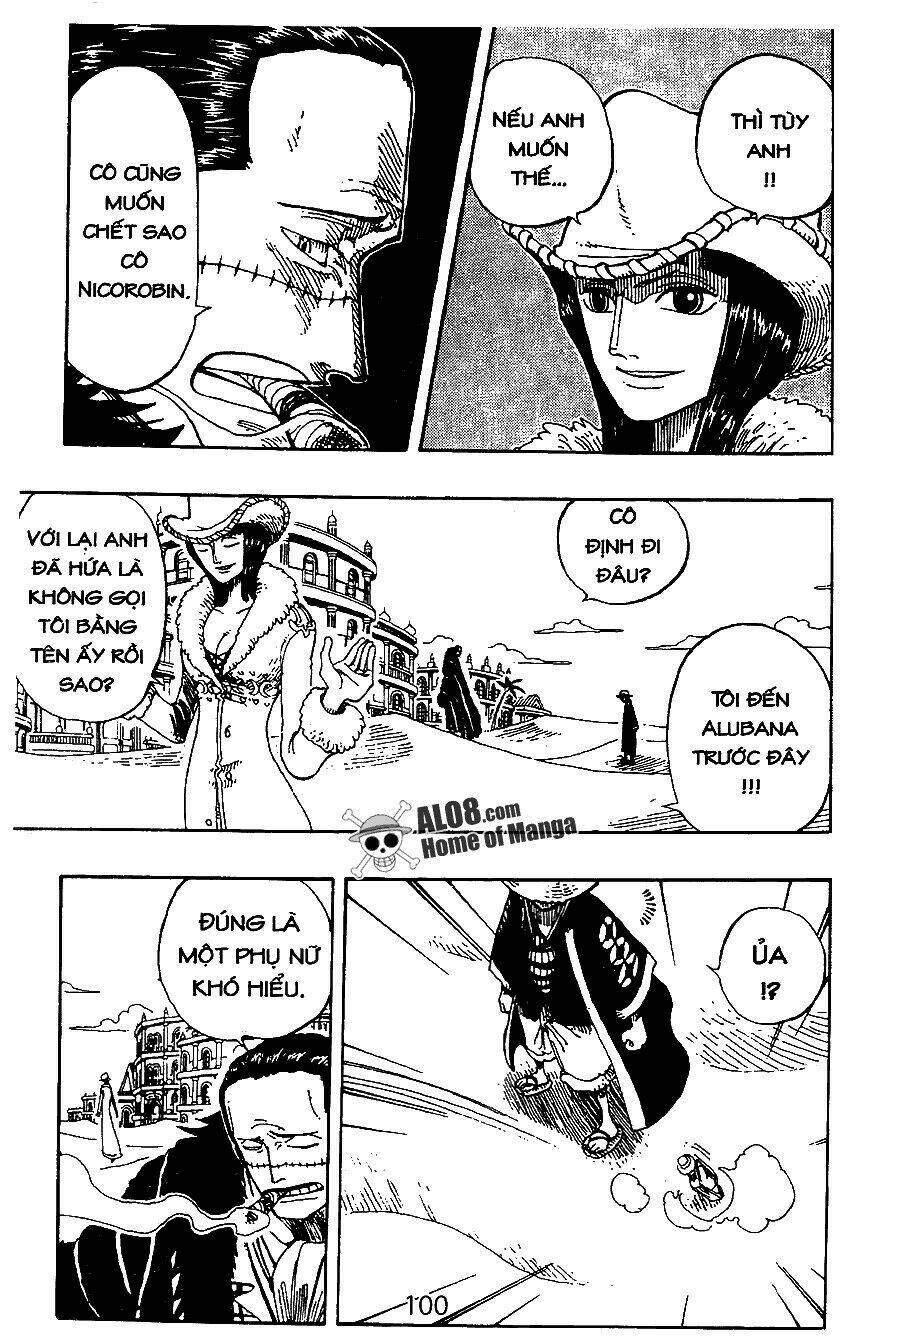 CÔ CŨNG
MUỐN
CHẾT SAO
CÔ
NICOROBIN.
NẾU ANH
MUỐN
THẾ...
THÌ TÙY
ANH
!!
VỚI LẠI ANH
ĐÃ HỨA LÀ
KHÔNG GỌI
TÔI BẰNG
TÊN ẤY RỒI
SAO?
CÔ
ĐỊNH ĐI
ĐÂU?
TÔI ĐẾN
ALUBANA
TRƯỚC ĐÂY
!!!
AL08.com
Home of Manga
ĐÚNG LÀ
MỘT PHỤ NỮ
KHÓ HIỂU.
ỦA
!?
100